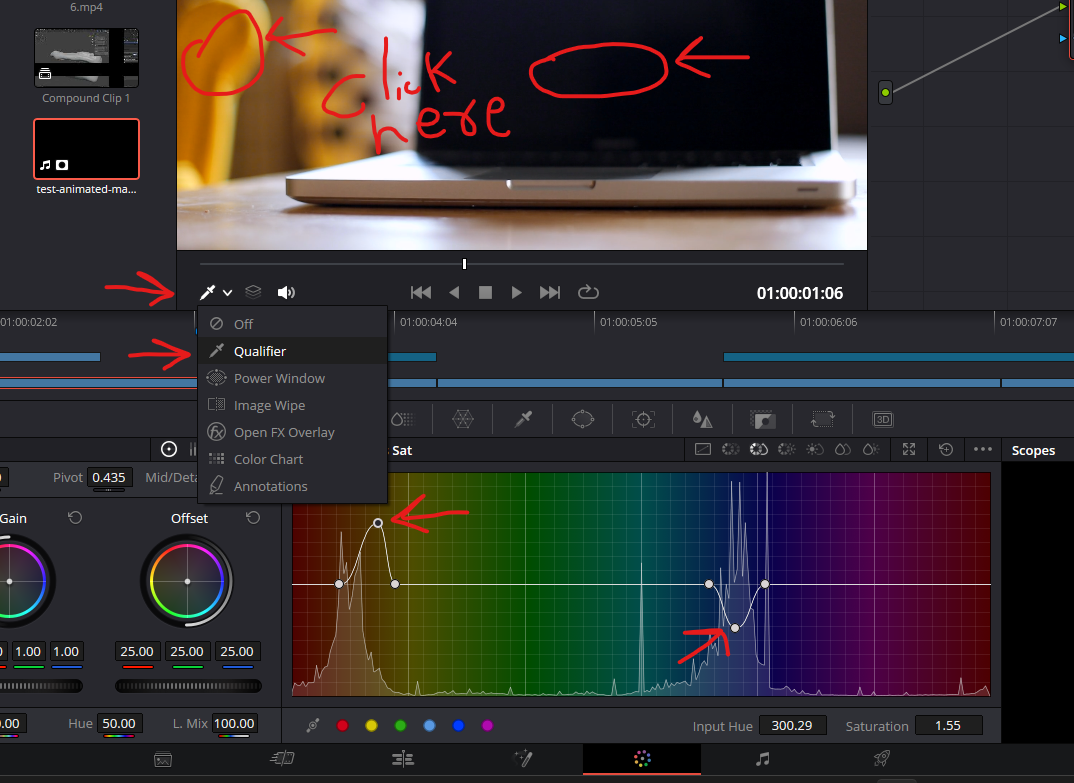 6.mp4
Compound Clip 1
test-animated-ma...
Click
here
01:00:01:06
01:00:02:02
01:00:04:04
01:00:05:05
01:00:06:06
01:00:07:07
Off
Qualifier
Power Window
Image Wipe
Open FX Overlay
Color Chart
Annotations
3D
Sat
Scopes
Pivot
0.435
Mid/Deta
Gain
Offset
1.00
1.00
25.00
25.00
25.00
0.00
Hue
50.00
L. Mix
100.00
Input Hue
300.29
Saturation
1.55